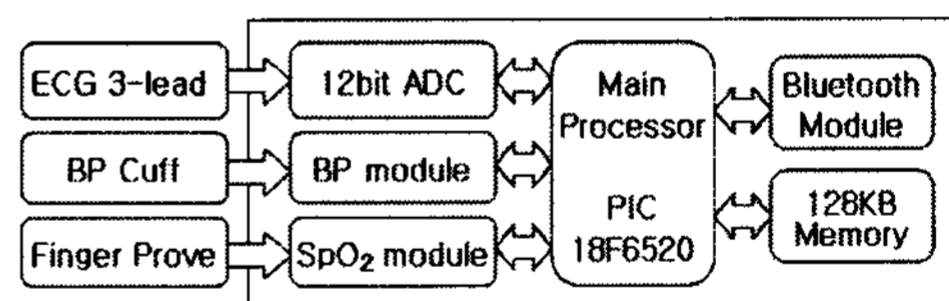 ECG 3-lead
12bit ADC
Main
Processor
PIC
18F6520
Bluetooth
Module
BP Cuff
BP module
128KB
Memory
Finger Prove
SpO₂ module